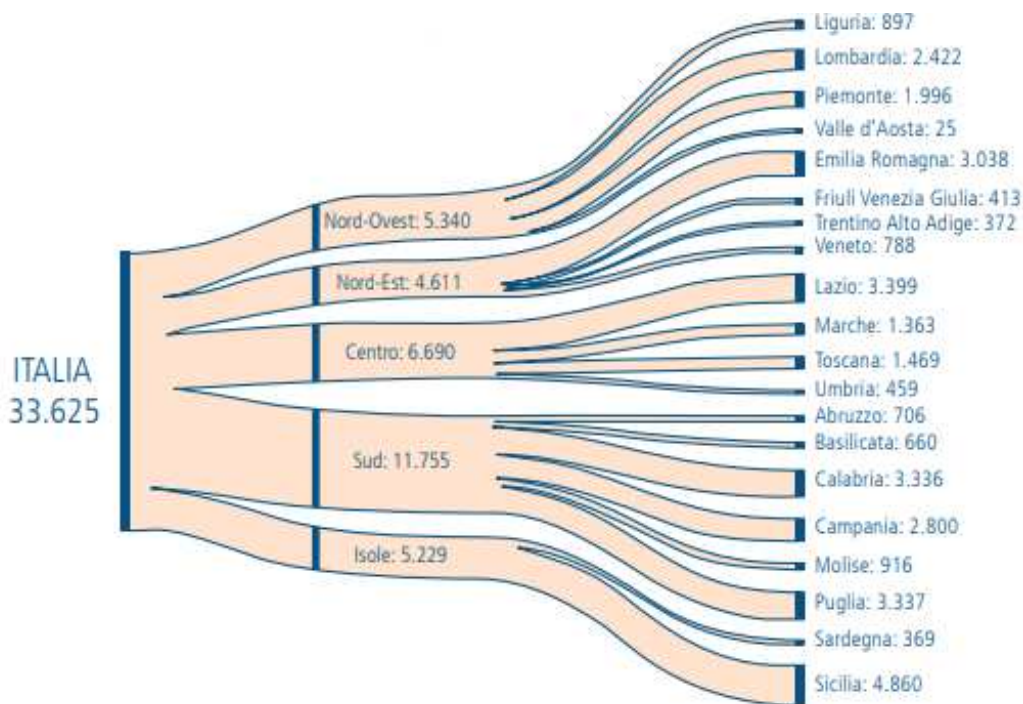 ITALIA
33.625
Nord-Ovest: 5.340
Nord-Est: 4.611
Centro: 6.690
Sud: 11.755
Isole: 5.229
Liguria: 897
Lombardia: 2.422
Piemonte: 1.996
Valle d'Aosta: 25
Emilia Romagna: 3.038
Friuli Venezia Giulia: 413
Trentino Alto Adige: 372
Veneto: 788
Lazio: 3.399
Marche: 1.363
Toscana: 1.469
Umbria: 459
Abruzzo: 706
Basilicata: 660
Calabria: 3.336
Campania: 2.800
Molise: 916
Puglia: 3.337
Sardegna: 369
Sicilia: 4.860